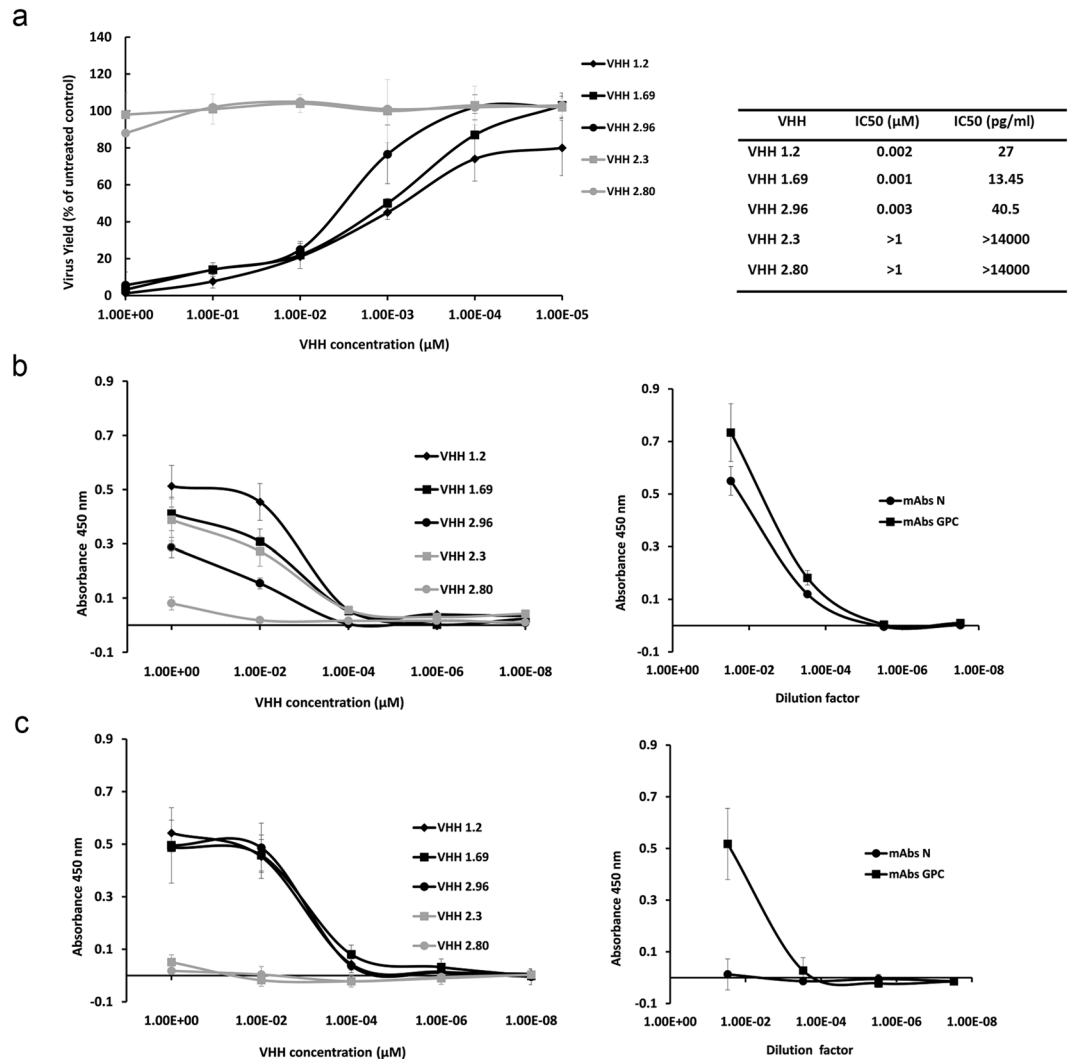 a
140
120
100
80
60
40
20
0
Virus Yield (% of untreated control)
1.00E+00 1.00E-01 1.00E-02 1.00E-03 1.00E-04 1.00E-05
VHH concentration (μM)
VHH 1.2
VHH 1.69
VHH 2.96
VHH 2.3
VHH 2.80
VHH IC50 (μM) IC50 (pg/ml)
VHH 1.2 0.002 27
VHH 1.69 0.001 13.45
VHH 2.96 0.003 40.5
VHH 2.3 >1 >14000
VHH 2.80 >1 >14000
b
0.9
0.7
0.5
0.3
0.1
-0.1
Absorbance 450 nm
1.00E+00 1.00E-02 1.00E-04 1.00E-06 1.00E-08
VHH concentration (μM)
VHH 1.2
VHH 1.69
VHH 2.96
VHH 2.3
VHH 2.80
0.9
0.7
0.5
0.3
0.1
-0.1
Absorbance 450 nm
1.00E+00 1.00E-02 1.00E-04 1.00E-06 1.00E-08
Dilution factor
mAbs N
mAbs GPC
c
0.9
0.7
0.5
0.3
0.1
-0.1
Absorbance 450 nm
1.00E+00 1.00E-02 1.00E-04 1.00E-06 1.00E-08
VHH concentration (μM)
VHH 1.2
VHH 1.69
VHH 2.96
VHH 2.3
VHH 2.80
0.9
0.7
0.5
0.3
0.1
-0.1
Absorbance 450 nm
1.00E+00 1.00E-02 1.00E-04 1.00E-06 1.00E-08
Dilution factor
mAbs N
mAbs GPC